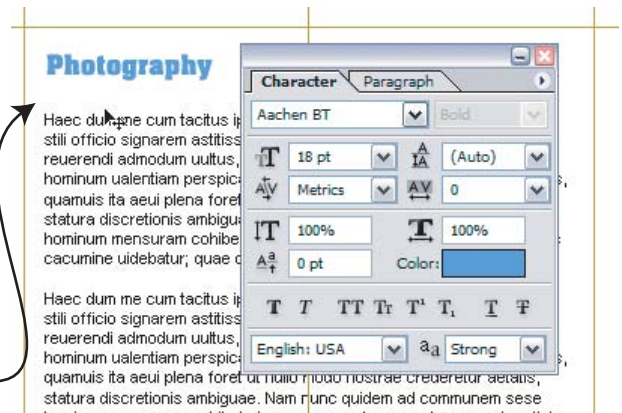 Photography
Character Paragraph
Aachen BT Bold
18 pt (Auto)
Metrics 0
100% 100%
0 pt Color:
T T TT Tr T¹ T₁ T T
English: USA aa Strong
Haec dum me cum tacitus
stili officio signarem astitiss
reuerendi admodum uultus,
hominum ualentiam perspica
quamuis ita aeui plena foret
statura discretionis ambigua
hominum mensuram cohibe
cacumine uidebatur; quae
Haec dum me cum tacitus
stili officio signarem astitiss
reuerendi admodum uultus,
hominum ualentiam perspic
quamuis ita aeui plena foret ut nullo modo nostrae crederetur aetatis,
statura discretionis ambiguae. Nam nunc quidem ad communem sese